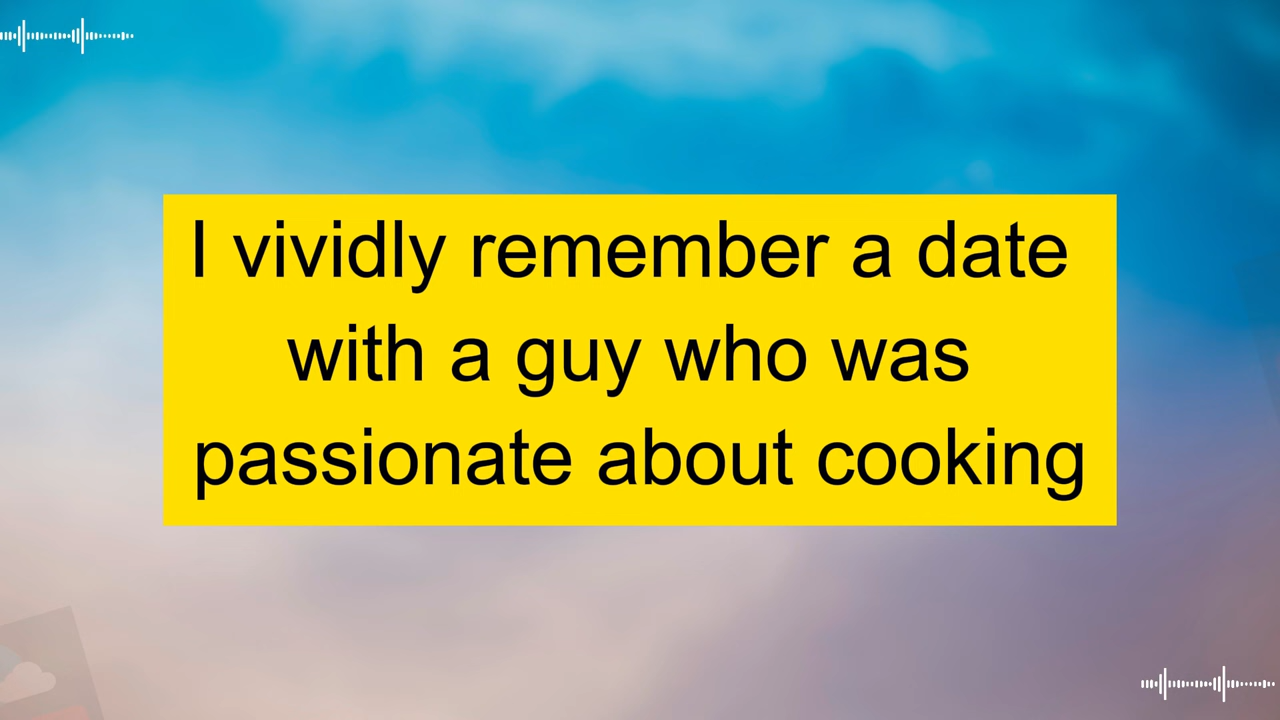 I vividly remember a date
with a guy who was
passionate about cooking